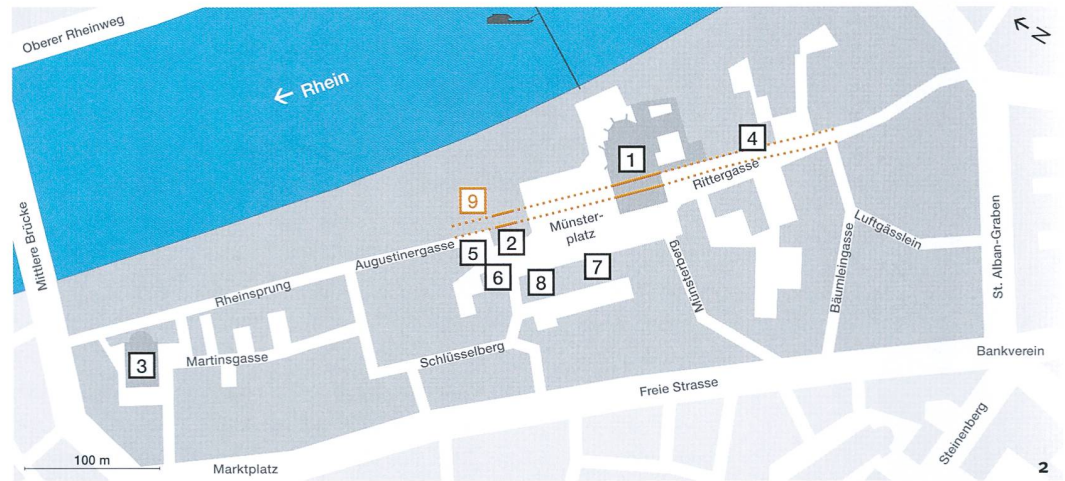 Oberer Rheinweg
← Rhein
N
Mittlere Brücke
1
4
9
Rittergasse
Münster-
platz
Augustinergasse
5
2
6
8
7
Münsterberg
Luftgässlein
Bäumleingasse
St. Alban-Graben
Rheinsprung
Martinsgasse
3
Schlüsselberg
Freie Strasse
Bankverein
Steinenberg
100 m
Marktplatz
2